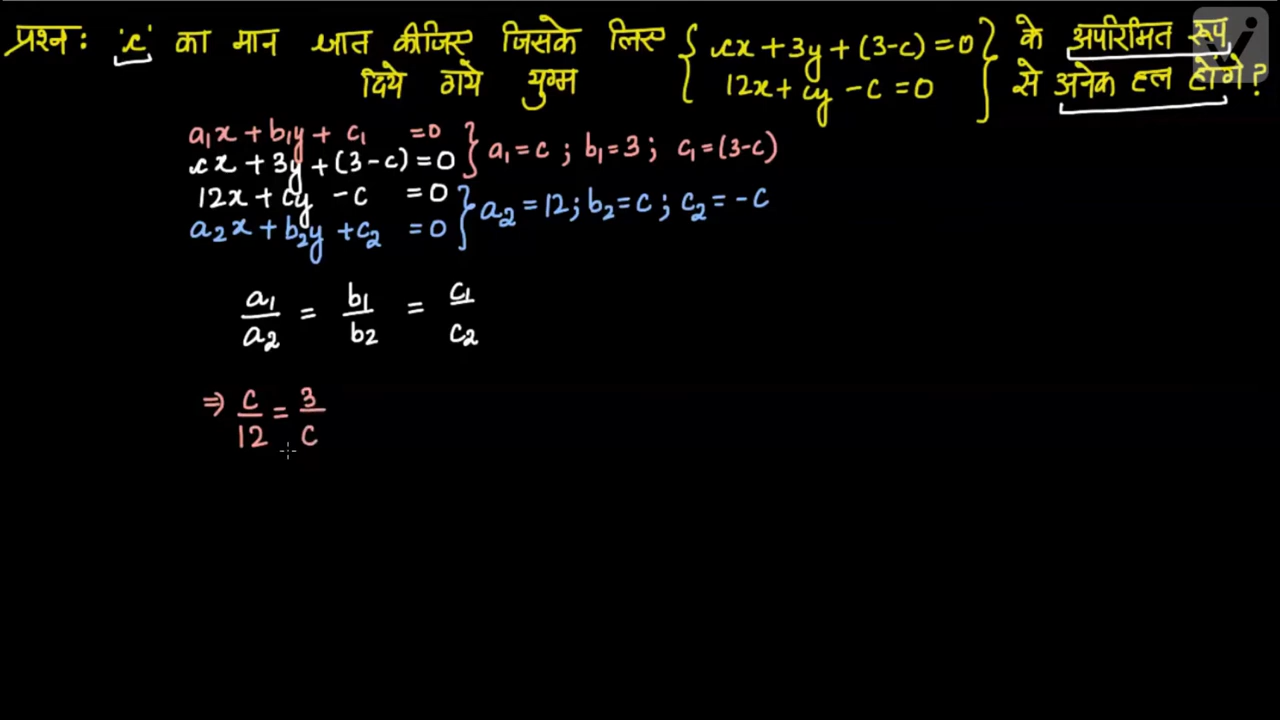 प्रश्न: 'c' का मान ज्ञात कीजिए जिसके लिए { cx + 3y + (3-c) = 0 } के अपरिमित रूप
दिये गये युग्म { 12x + cy - c = 0 } से अनेक हल होंगे?
a₁x + b₁y + c₁ = 0
cx + 3y + (3-c) = 0 } a₁ = c ; b₁ = 3 ; c₁ = (3-c)
12x + cy - c = 0 } a₂ = 12 ; b₂ = c ; c₂ = -c
a₂x + b₂y + c₂ = 0
a₁/a₂ = b₁/b₂ = c₁/c₂
⇒ c/12 = 3/c